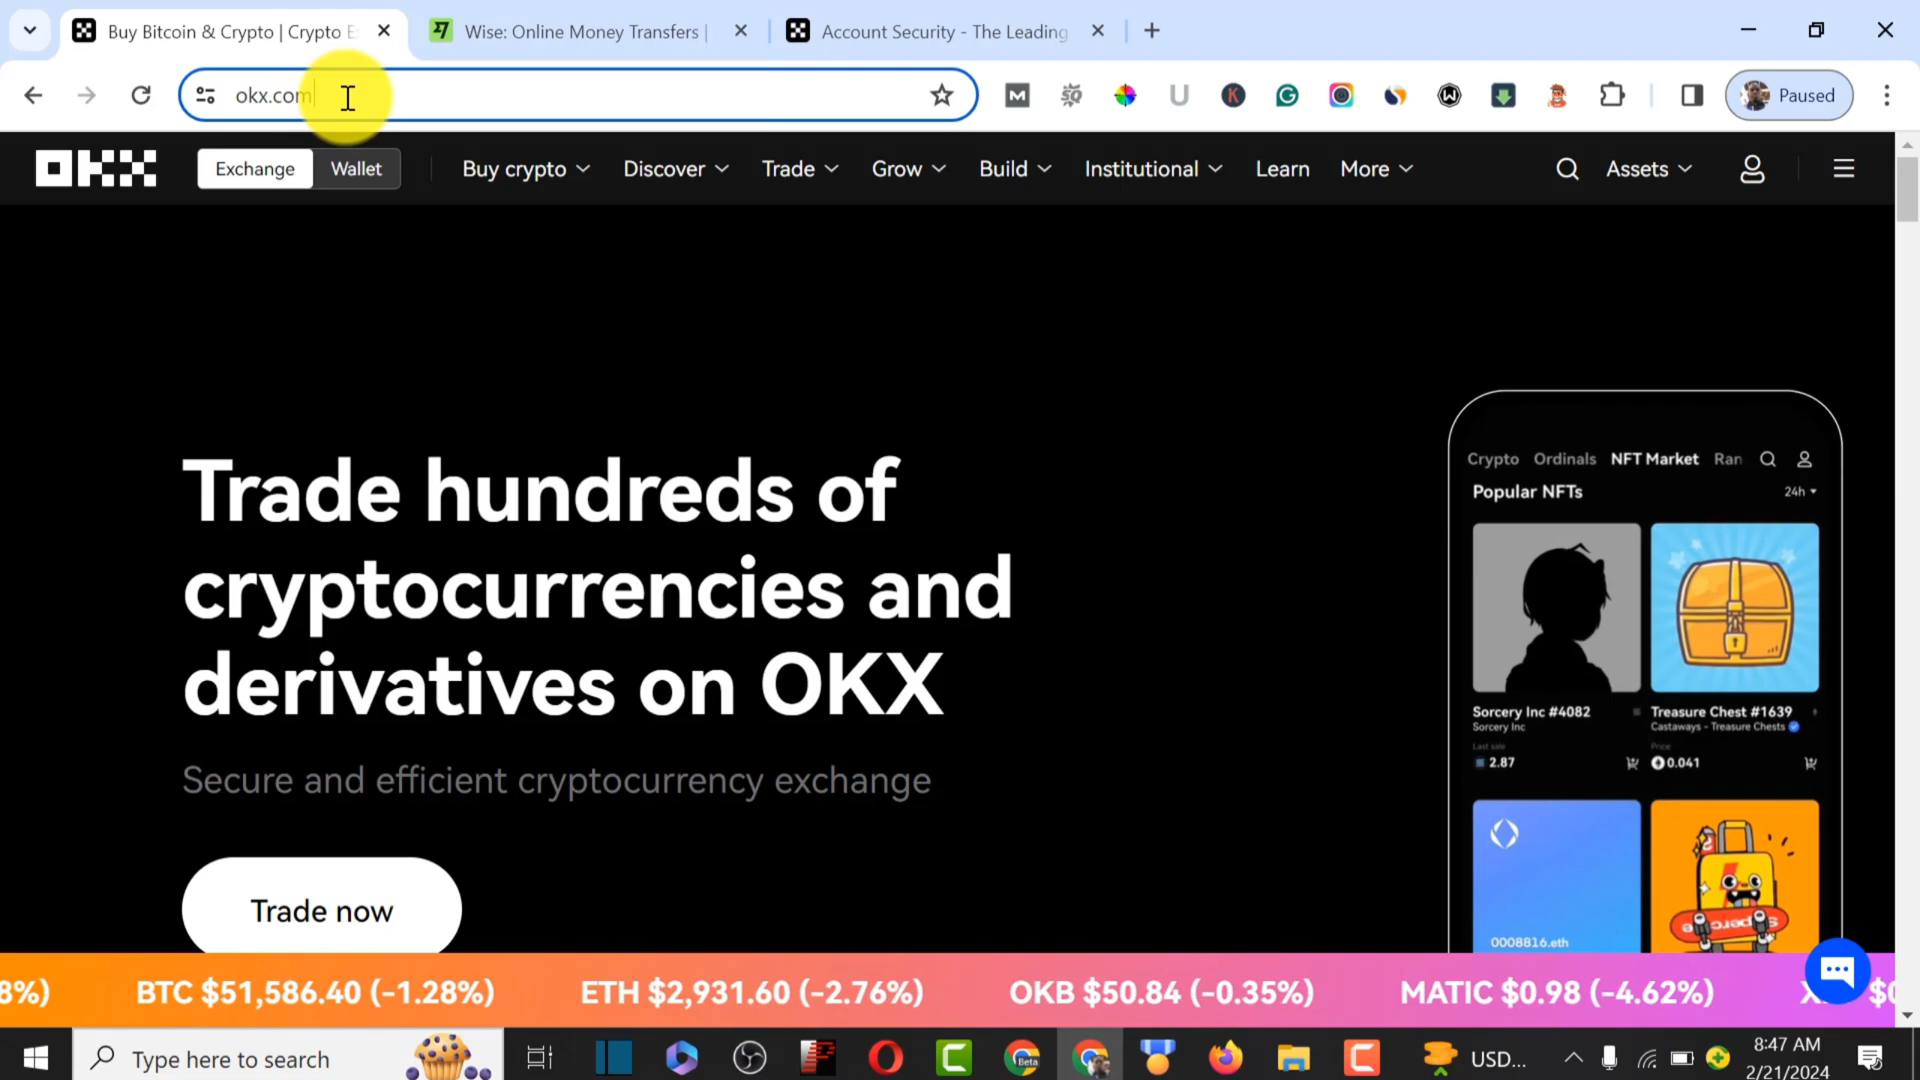 Buy Bitcoin & Crypto | Crypto E
Wise: Online Money Transfers |
Account Security - The Leading
okx.com
Paused
OKX
Exchange
Wallet
Buy crypto
Discover
Trade
Grow
Build
Institutional
Learn
More
Assets
Trade hundreds of
cryptocurrencies and
derivatives on OKX
Secure and efficient cryptocurrency exchange
Trade now
Crypto Ordinals NFT Market Ran
Popular NFTs
24h
Sorcery Inc #4082
Sorcery Inc
Last sale
2.87
Treasure Chest #1639
Castaways - Treasure Chests
Price
0.041
0008816.eth
8%)
BTC $51,586.40 (-1.28%)
ETH $2,931.60 (-2.76%)
OKB $50.84 (-0.35%)
MATIC $0.98 (-4.62%)
Type here to search
USD...
8:47 AM
2/21/2024